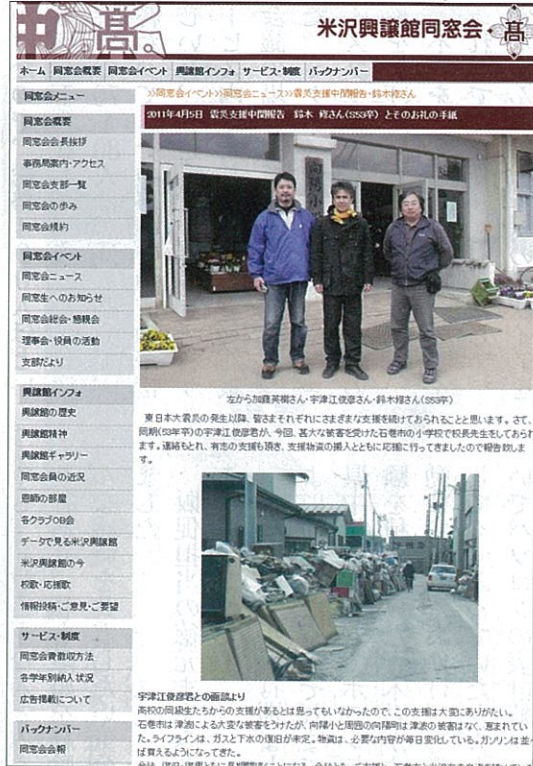 米沢興譲館同窓会
高
ホーム 同窓会概要 同窓会イベント 興譲館インフォ サービス・制度 バックナンバー
同窓会メニュー
同窓会概要
同窓会会長挨拶
事務局案内・アクセス
同窓会支部一覧
同窓会の歩み
同窓会規約
同窓会イベント
同窓会ニュース
同窓生へのお知らせ
同窓会総会・懇親会
理事会・役員の活動
支部だより
興譲館インフォ
興譲館の歴史
興譲館精神
興譲館ギャラリー
同窓会員の近況
恩師の部屋
各クラブOB会
データで見る米沢興譲館
米沢興譲館の今
校歌・応援歌
情報投稿・ご意見・ご要望
サービス・制度
同窓会費徴収方法
各学年別納入状況
広告掲載について
バックナンバー
同窓会会報
>>同窓会イベント>>同窓会ニュース>>震災支援中間報告・鈴木修さん
2011年4月5日 震災支援中間報告 鈴木 修さん(S53卒) とそのお礼の手紙
向陽小
左から加藤英樹さん・宇津江俊彦さん・鈴木修さん(S53卒)
東日本大震災の発生以降、皆さまそれぞれにさまざまな支援を続けておられることと思います。さて、
同期(53年卒)の宇津江俊彦君が、今回、甚大な被害を受けた石巻市の小学校で校長先生をしておられ
ます。連絡もとれ、有志の支援も頂き、支援物資の搬入とともに応援に行ってきましたので報告致しま
す。
宇津江俊彦君との面談より
高校の同級生たちからの支援があるとは思ってもいなかったので、この支援は大変にありがたい。
石巻市は津波による大変な被害をうけたが、向陽小と周囲の向陽町は津波の被害はなく、恵まれてい
た。ライフラインは、ガスと下水の復旧が未定。物資は、必要な内容が毎日変化している。ガソリンは並べ
ば買えるようになってきた。